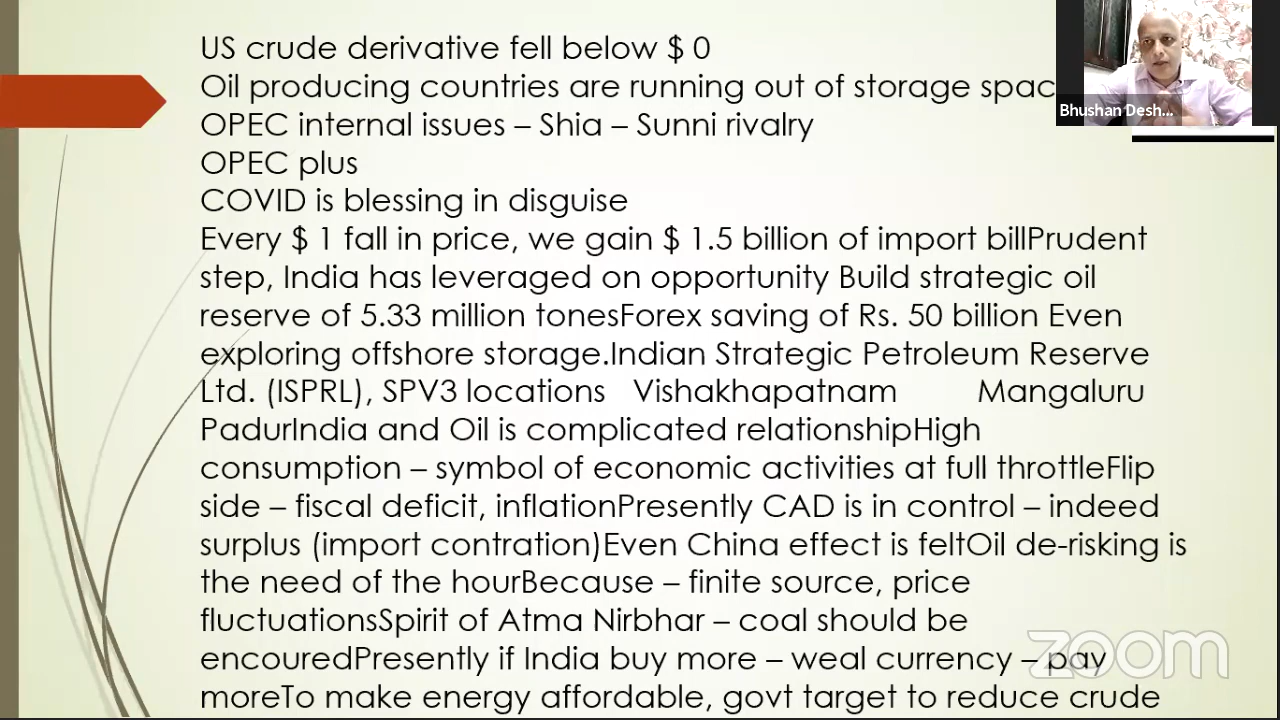 US crude derivative fell below $ 0
Oil producing countries are running out of storage spac
OPEC internal issues – Shia – Sunni rivalry
OPEC plus
COVID is blessing in disguise
Every $ 1 fall in price, we gain $ 1.5 billion of import billPrudent
step, India has leveraged on opportunity Build strategic oil
reserve of 5.33 million tonesForex saving of Rs. 50 billion Even
exploring offshore storage.Indian Strategic Petroleum Reserve
Ltd. (ISPRL), SPV3 locations Vishakhapatnam Mangaluru
PadurIndia and Oil is complicated relationshipHigh
consumption – symbol of economic activities at full throttleFlip
side – fiscal deficit, inflationPresently CAD is in control – indeed
surplus (import contration)Even China effect is feltOil de-risking is
the need of the hourBecause – finite source, price
fluctuationsSpirit of Atma Nirbhar – coal should be
encouredPresently if India buy more – weal currency – pay
moreTo make energy affordable, govt target to reduce crude
Bhushan Desh...
zoom